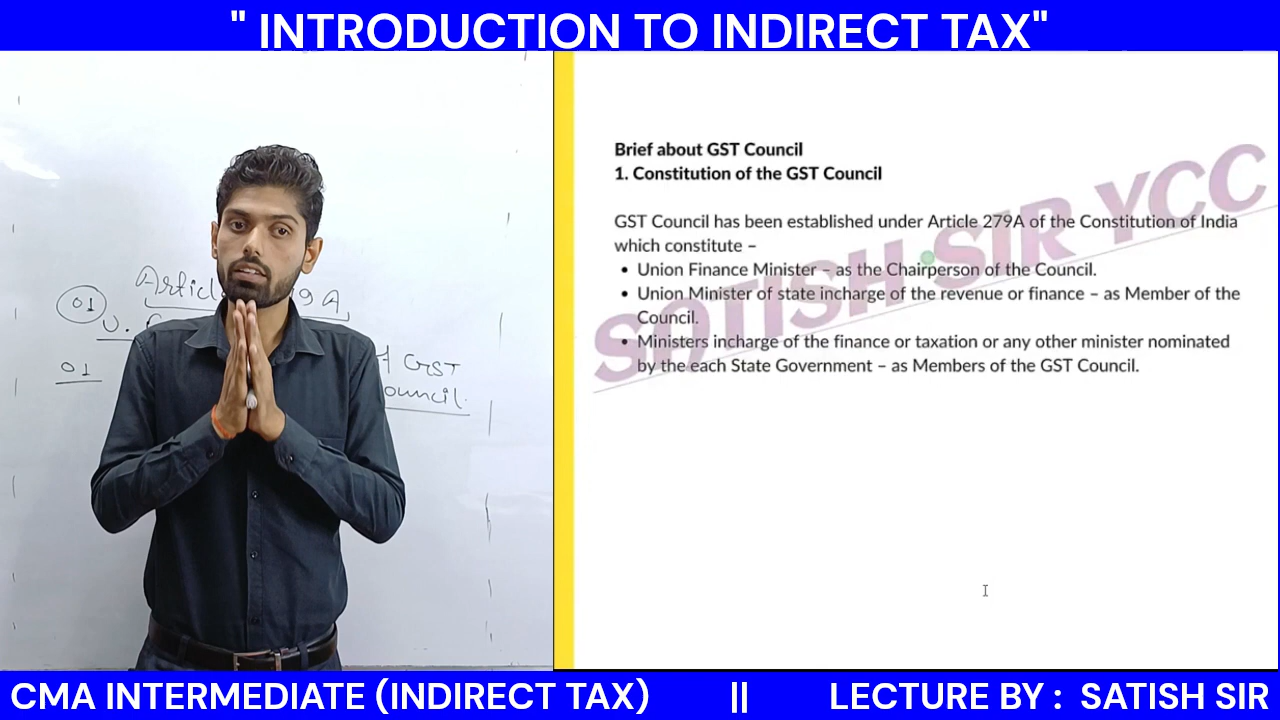 " INTRODUCTION TO INDIRECT TAX"
01
U.
01
GST
Brief about GST Council
1. Constitution of the GST Council
GST Council has been established under Article 279A of the Constitution of India
which constitute –
• Union Finance Minister – as the Chairperson of the Council.
• Union Minister of state incharge of the revenue or finance – as Member of the
Council.
• Ministers incharge of the finance or taxation or any other minister nominated
by the each State Government – as Members of the GST Council.
SATISH SIR YCC
CMA INTERMEDIATE (INDIRECT TAX) || LECTURE BY : SATISH SIR